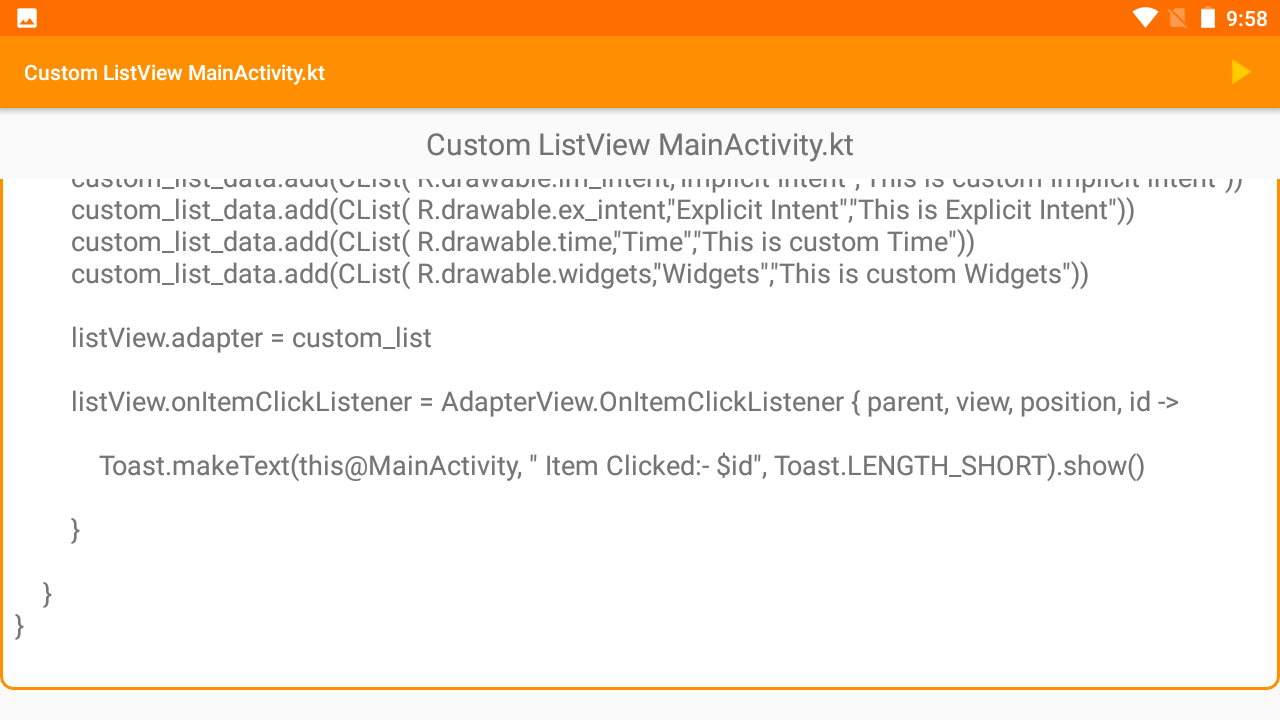 9:58
Custom ListView MainActivity.kt
Custom ListView MainActivity.kt
custom_list_data.add(CList( R.drawable.im_intent,"Implicit Intent","This is custom Implicit Intent"))
custom_list_data.add(CList( R.drawable.ex_intent,"Explicit Intent","This is Explicit Intent"))
custom_list_data.add(CList( R.drawable.time,"Time","This is custom Time"))
custom_list_data.add(CList( R.drawable.widgets,"Widgets","This is custom Widgets"))
listView.adapter = custom_list
listView.onItemClickListener = AdapterView.OnItemClickListener { parent, view, position, id ->
Toast.makeText(this@MainActivity, " Item Clicked:- $id", Toast.LENGTH_SHORT).show()
}
}
}